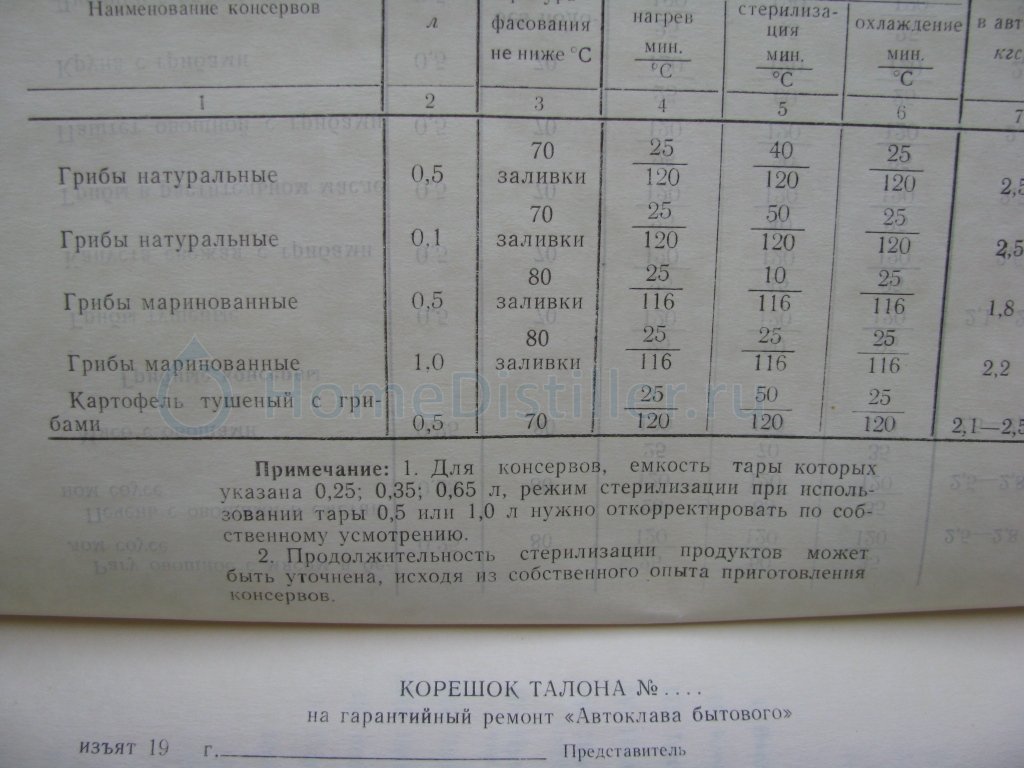 Наименование консервов л фасования не ниже °С нагрев мин. °С стерилиза-ция мин. °С охлаждение мин. °С в авт кгс
1 2 3 4 5 6 7
Грибы натуральные 0,5 70 заливки 25/120 40/120 25/120 2,5
Грибы натуральные 0,1 70 заливки 25/120 50/120 25/120 2,5
Грибы маринованные 0,5 80 заливки 25/116 10/116 25/116 1,8
Грибы маринованные 1.0 80 заливки 25/116 25/116 25/116 2,2
Картофель тушеный с гри-
бами 0,5 70 25/120 50/120 25/120 2,1—2,5
Примечание: 1. Для консервов, емкость тары которых
указана 0,25; 0,35; 0,65 л, режим стерилизации при исполь-
зовании тары 0,5 или 1,0 л нужно откорректировать по соб-
ственному усмотрению.
2. Продолжительность стерилизации продуктов может
быть уточнена, исходя из собственного опыта приготовления
консервов.
HomeDistiller.ru
КОРЕШОК ТАЛОНА № ....
на гарантийный ремонт «Автоклава бытового»
изъят 19 г. Представитель